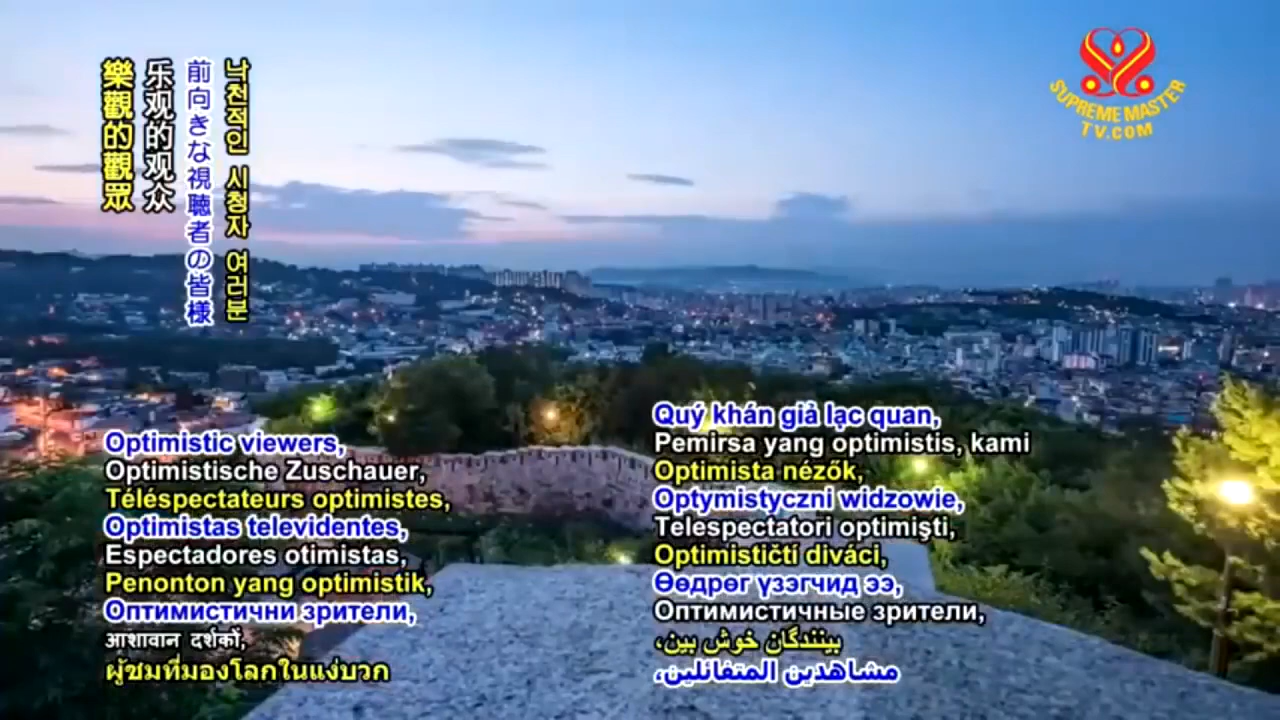 樂觀的觀眾
乐观的观众
前向きな視聴者の皆様
낙천적인 시청자 여러분
SUPREME MASTER
TV.COM
Optimistic viewers,
Optimistische Zuschauer,
Téléspectateurs optimistes,
Optimistas televidentes,
Espectadores otimistas,
Penonton yang optimistik,
Оптимистични зрители,
आशावान दर्शकों,
ผู้ชมที่มองโลกในแง่บวก
Quý khán giả lạc quan,
Pemirsa yang optimistis, kami
Optimista nézők,
Optymistyczni widzowie,
Telespectatori optimişti,
Optimističtí diváci,
Өөдрөг үзэгчид ээ,
Оптимистичные зрители,
بينندگان خوش بين،
مشاهدين المتفائلين،